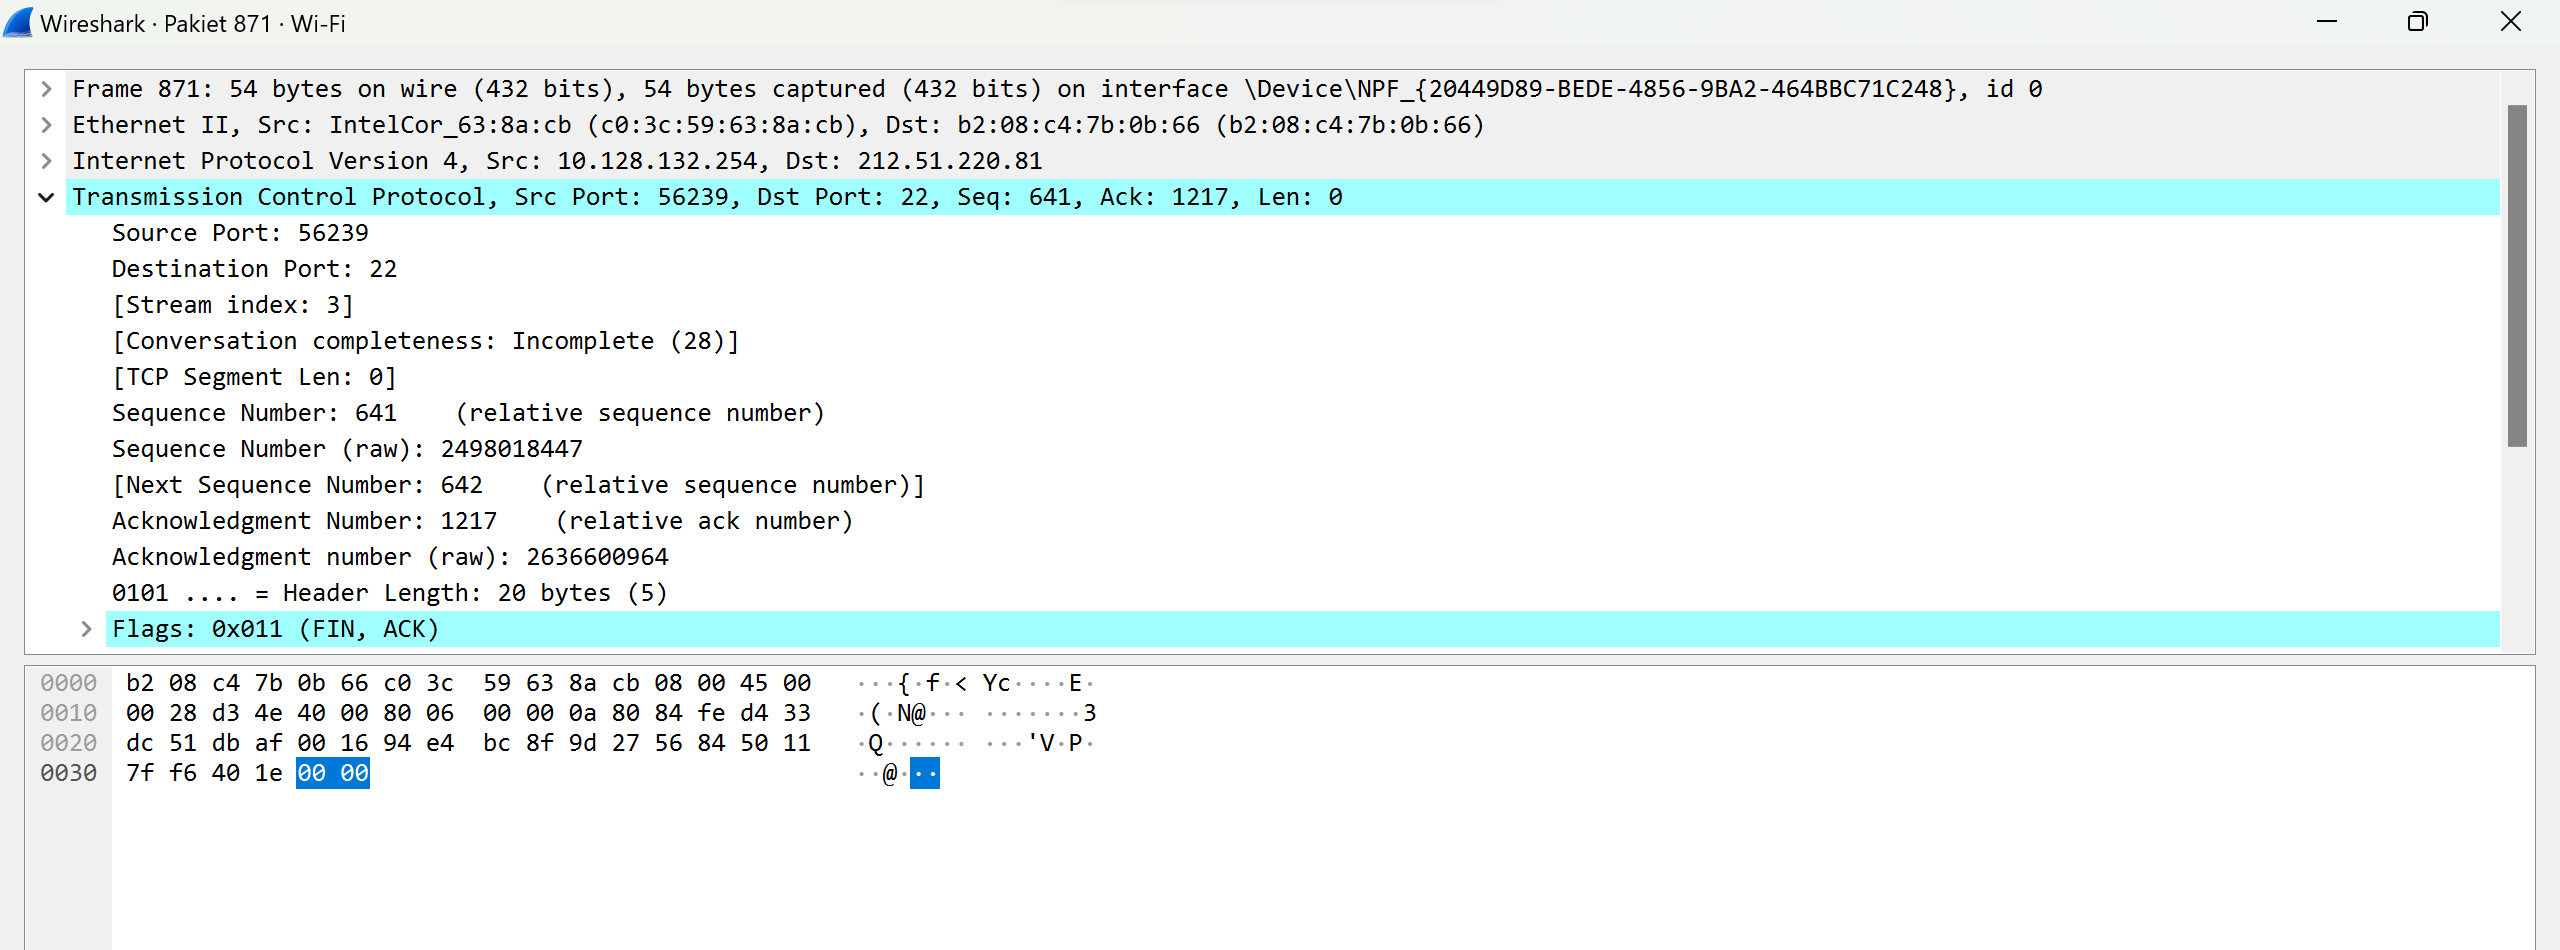 Wireshark · Pakiet 871 · Wi-Fi
Frame 871: 54 bytes on wire (432 bits), 54 bytes captured (432 bits) on interface \Device\NPF_{20449D89-BEDE-4856-9BA2-464BBC71C248}, id 0
Ethernet II, Src: IntelCor_63:8a:cb (c0:3c:59:63:8a:cb), Dst: b2:08:c4:7b:0b:66 (b2:08:c4:7b:0b:66)
Internet Protocol Version 4, Src: 10.128.132.254, Dst: 212.51.220.81
Transmission Control Protocol, Src Port: 56239, Dst Port: 22, Seq: 641, Ack: 1217, Len: 0
Source Port: 56239
Destination Port: 22
[Stream index: 3]
[Conversation completeness: Incomplete (28)]
[TCP Segment Len: 0]
Sequence Number: 641    (relative sequence number)
Sequence Number (raw): 2498018447
[Next Sequence Number: 642    (relative sequence number)]
Acknowledgment Number: 1217    (relative ack number)
Acknowledgment number (raw): 2636600964
0101 .... = Header Length: 20 bytes (5)
Flags: 0x011 (FIN, ACK)
0000  b2 08 c4 7b 0b 66 c0 3c  59 63 8a cb 08 00 45 00   ···{·f·< Yc····E·
0010  00 28 d3 4e 40 00 80 06  00 00 0a 80 84 fe d4 33   ·(·N@··· ·······3
0020  dc 51 db af 00 16 94 e4  bc 8f 9d 27 56 84 50 11   ·Q······ ···'V·P·
0030  7f f6 40 1e 00 00   ··@···